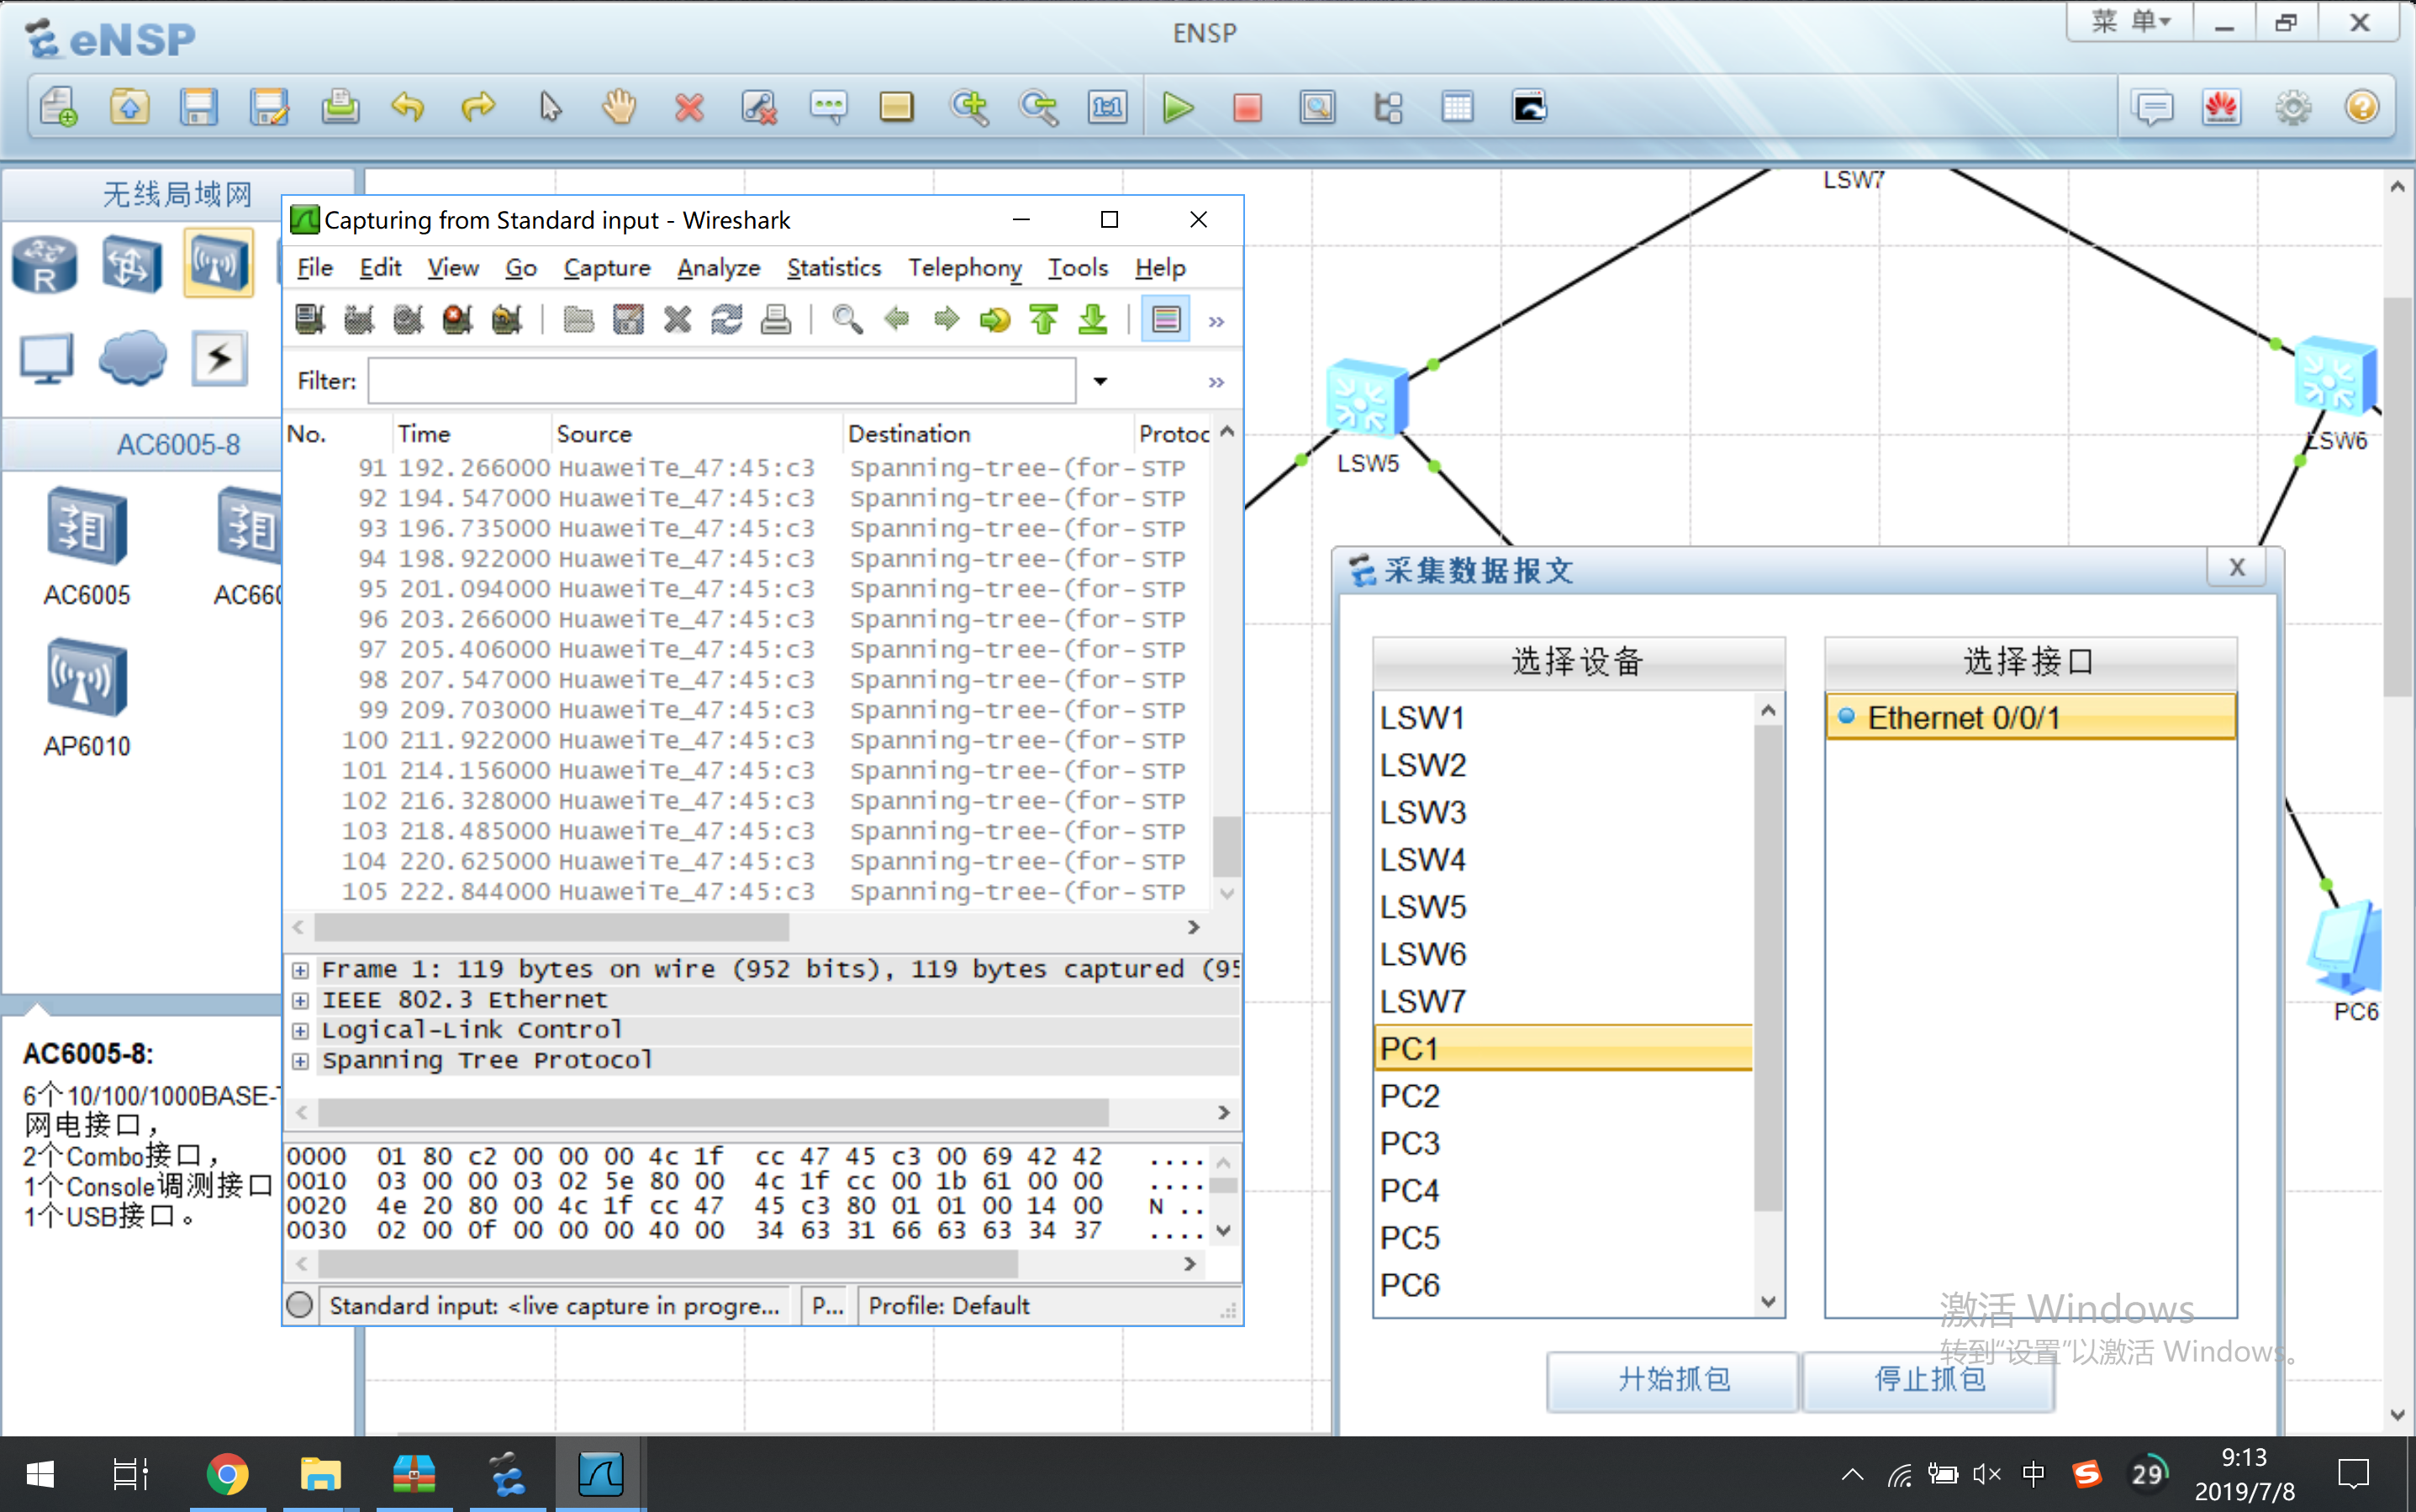 eNSP
ENSP
菜 单
无线局域网
R
AC6005-8
AC6005
AC660
AP6010
AC6005-8:
6个10/100/1000BASE-T
网电接口，
2个Combo接口，
1个Console调测接口
1个USB接口。
Capturing from Standard input - Wireshark
File Edit View Go Capture Analyze Statistics Telephony Tools Help
Filter:
No. Time Source Destination Protoc
91 192.266000 HuaweiTe_47:45:c3 Spanning-tree-(for- STP
92 194.547000 HuaweiTe_47:45:c3 Spanning-tree-(for- STP
93 196.735000 HuaweiTe_47:45:c3 Spanning-tree-(for- STP
94 198.922000 HuaweiTe_47:45:c3 Spanning-tree-(for- STP
95 201.094000 HuaweiTe_47:45:c3 Spanning-tree-(for- STP
96 203.266000 HuaweiTe_47:45:c3 Spanning-tree-(for- STP
97 205.406000 HuaweiTe_47:45:c3 Spanning-tree-(for- STP
98 207.547000 HuaweiTe_47:45:c3 Spanning-tree-(for- STP
99 209.703000 HuaweiTe_47:45:c3 Spanning-tree-(for- STP
100 211.922000 HuaweiTe_47:45:c3 Spanning-tree-(for- STP
101 214.156000 HuaweiTe_47:45:c3 Spanning-tree-(for- STP
102 216.328000 HuaweiTe_47:45:c3 Spanning-tree-(for- STP
103 218.485000 HuaweiTe_47:45:c3 Spanning-tree-(for- STP
104 220.625000 HuaweiTe_47:45:c3 Spanning-tree-(for- STP
105 222.844000 HuaweiTe_47:45:c3 Spanning-tree-(for- STP
Frame 1: 119 bytes on wire (952 bits), 119 bytes captured (95
IEEE 802.3 Ethernet
Logical-Link Control
Spanning Tree Protocol
0000 01 80 c2 00 00 00 4c 1f cc 47 45 c3 00 69 42 42 ....
0010 03 00 00 03 02 5e 80 00 4c 1f cc 00 1b 61 00 00 ....
0020 4e 20 80 00 4c 1f cc 47 45 c3 80 01 01 00 14 00 N ..
0030 02 00 0f 00 00 00 40 00 34 63 31 66 63 63 34 37 ....
Standard input: <live capture in progre... P... Profile: Default
LSW7
LSW5
LSW6
PC6
采集数据报文
选择设备
LSW1
LSW2
LSW3
LSW4
LSW5
LSW6
LSW7
PC1
PC2
PC3
PC4
PC5
PC6
选择接口
Ethernet 0/0/1
开始抓包 停止抓包
激活 Windows
转到“设置”以激活 Windows。
中
S
29
9:13
2019/7/8